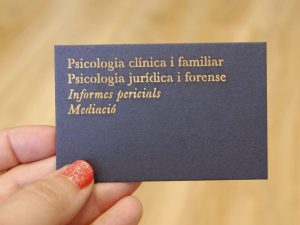 Psicologia clínica i familiar
Psicologia jurídica i forense
Informes pericials
Mediació